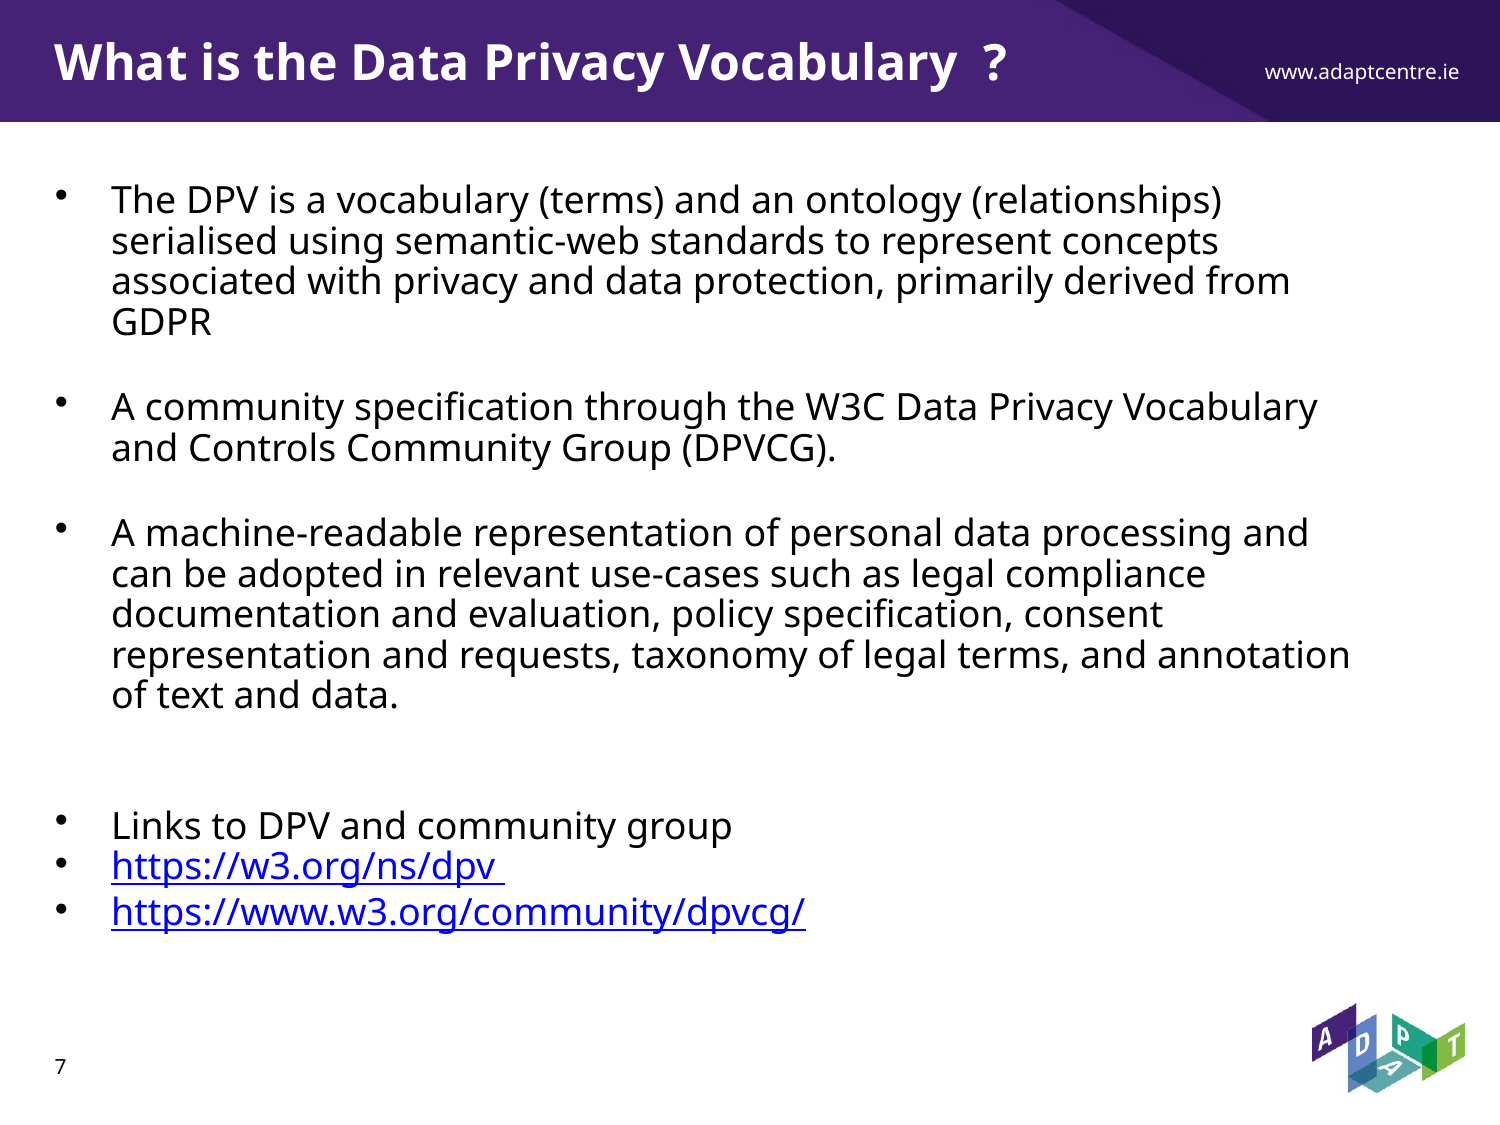 What is the Data Privacy Vocabulary  ?
www.adaptcentre.ie
• The DPV is a vocabulary (terms) and an ontology (relationships)
serialised using semantic-web standards to represent concepts
associated with privacy and data protection, primarily derived from
GDPR
• A community specification through the W3C Data Privacy Vocabulary
and Controls Community Group (DPVCG).
• A machine-readable representation of personal data processing and
can be adopted in relevant use-cases such as legal compliance
documentation and evaluation, policy specification, consent
representation and requests, taxonomy of legal terms, and annotation
of text and data.
• Links to DPV and community group
• https://w3.org/ns/dpv
• https://www.w3.org/community/dpvcg/
7
ADAPT